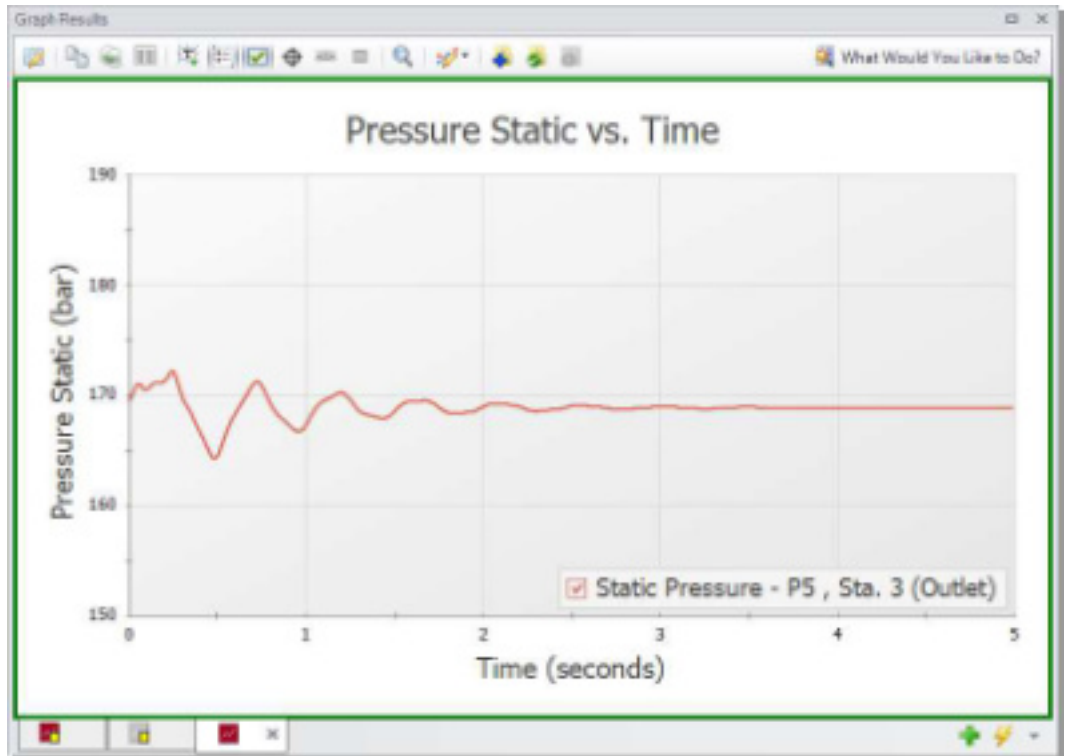 Graph Results
What Would You Like to Do?
Pressure Static vs. Time
Pressure Static (bar)
190
180
170
160
150
Static Pressure - P5 , Sta. 3 (Outlet)
0 1 2 3 4 5
Time (seconds)